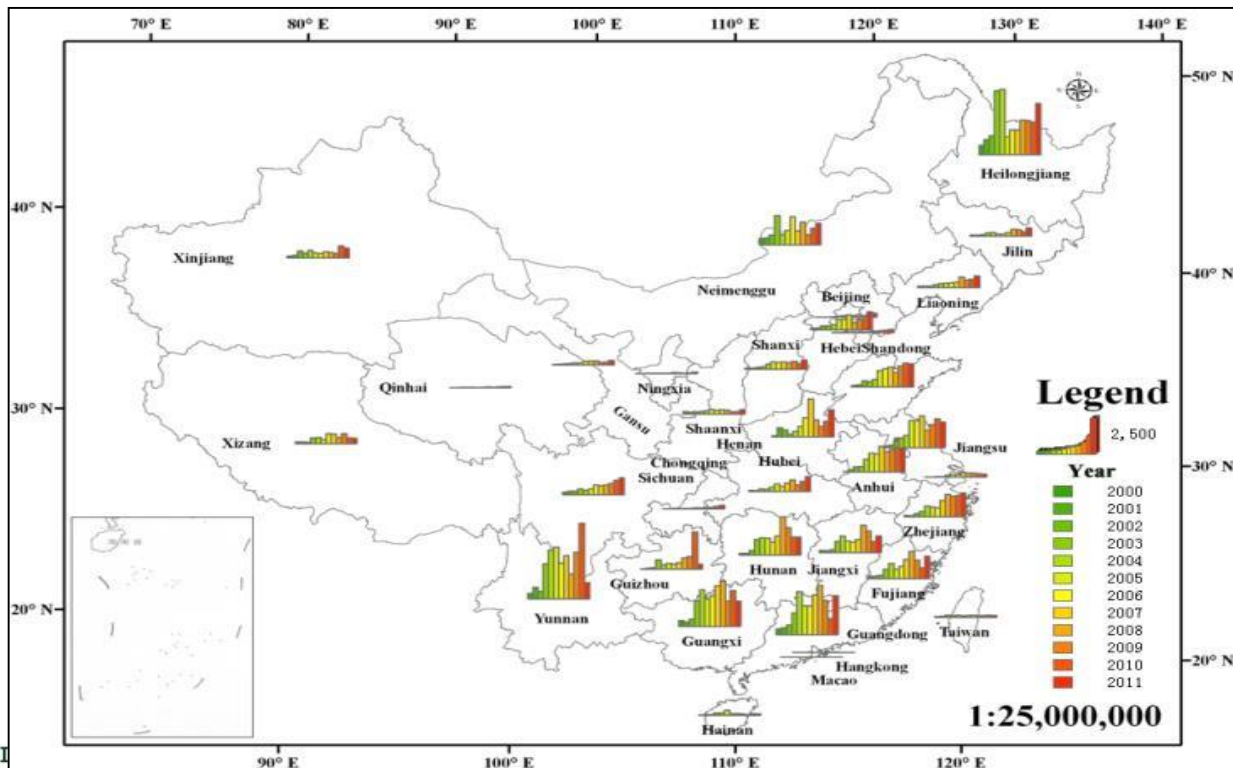 70° E 80° E 90° E 100° E 110° E 120° E 130° E 140° E
50° N
Heilongjiang
40° N
Jilin
Xinjiang
Neimenggu
Beijing
Liaoning
40° N
Shanxi
HebeiShandong
Qinhai
Ningxia
Legend
30° N
Gansu
Shaanxi
Henan
2, 500
Xizang
Jiangsu
Chongqing
Hubei
30° N
Sichuan
Anhui
Year
2000
2001
Zhejiang
2002
2003
2004
Hunan
Jiangxi
Guizhou
2005
Fujiang
2006
20° N
Yunnan
2007
Guangxi
Guangdong
Taiwan
2008
2009
20° N
Hangkong
Macao
2010
2011
1:25,000,000
Hainan
90° E 100° E 110° E 120° E